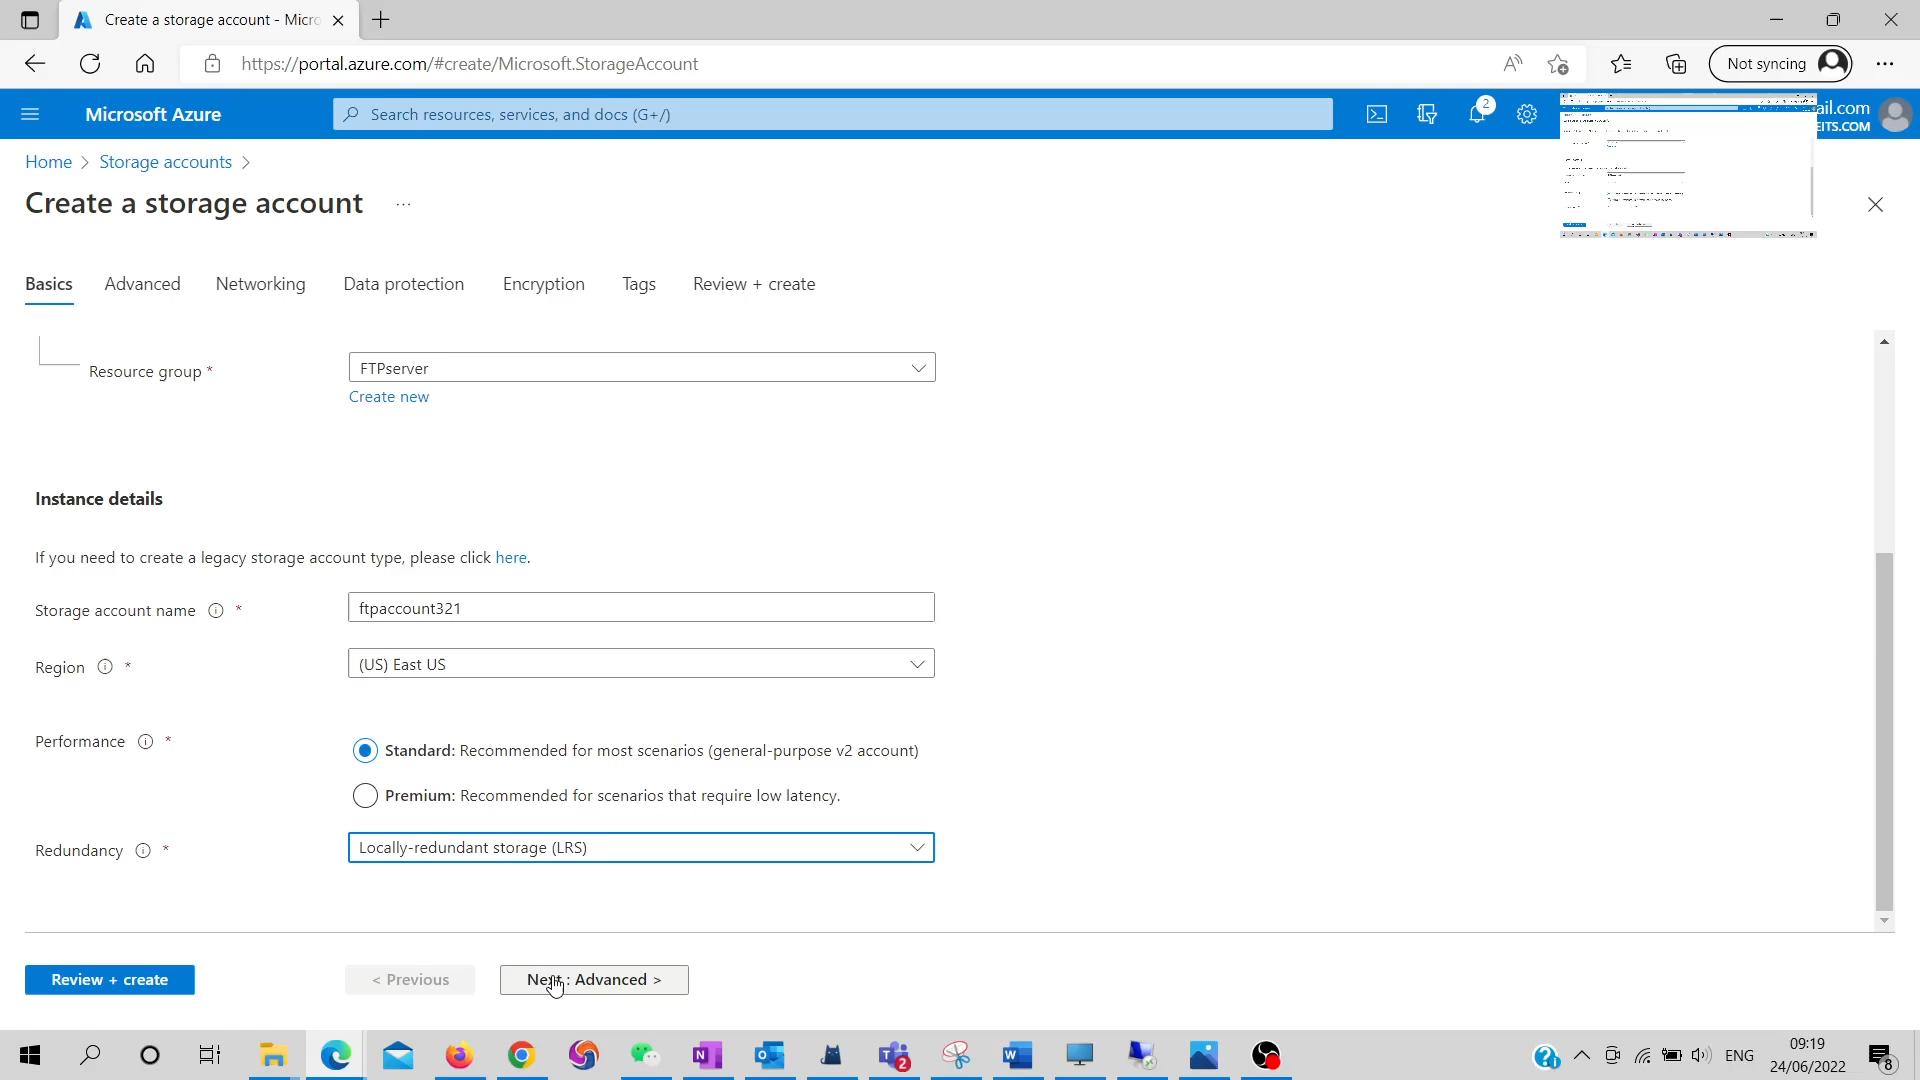 Create a storage account - Micro
https://portal.azure.com/#create/Microsoft.StorageAccount
Not syncing
Microsoft Azure
Search resources, services, and docs (G+/)
2
ail.com
EITS.COM
Home > Storage accounts >
Create a storage account ...
Basics Advanced Networking Data protection Encryption Tags Review + create
Resource group *
FTPserver
Create new
Instance details
If you need to create a legacy storage account type, please click here.
Storage account name *
ftpaccount321
Region *
(US) East US
Performance *
Standard: Recommended for most scenarios (general-purpose v2 account)
Premium: Recommended for scenarios that require low latency.
Redundancy *
Locally-redundant storage (LRS)
Review + create
< Previous
Next : Advanced >
2
ENG
09:19
24/06/2022
8